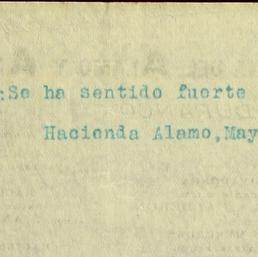 :Se ha sentido fuerte
Hacienda Alamo,May